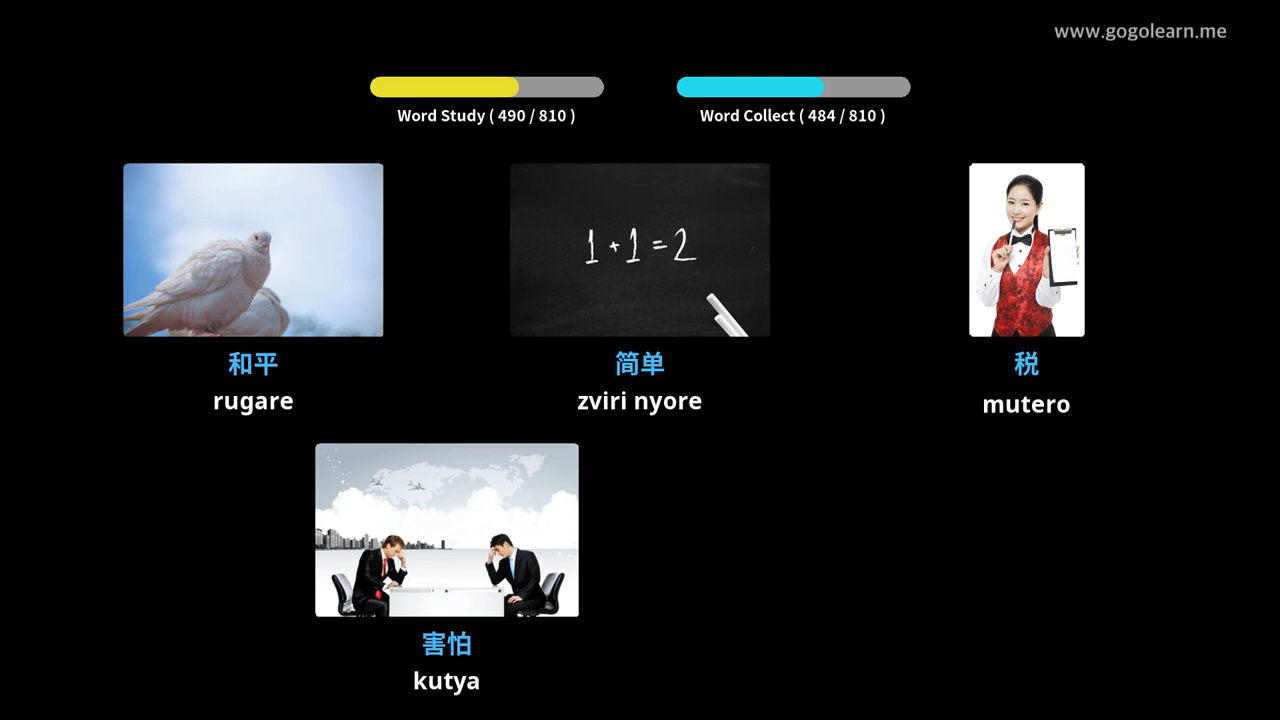 www.gogolearn.me
Word Study ( 490 / 810 )
Word Collect ( 484 / 810 )
1+1=2
和平
rugare
简单
zviri nyore
税
mutero
害怕
kutya